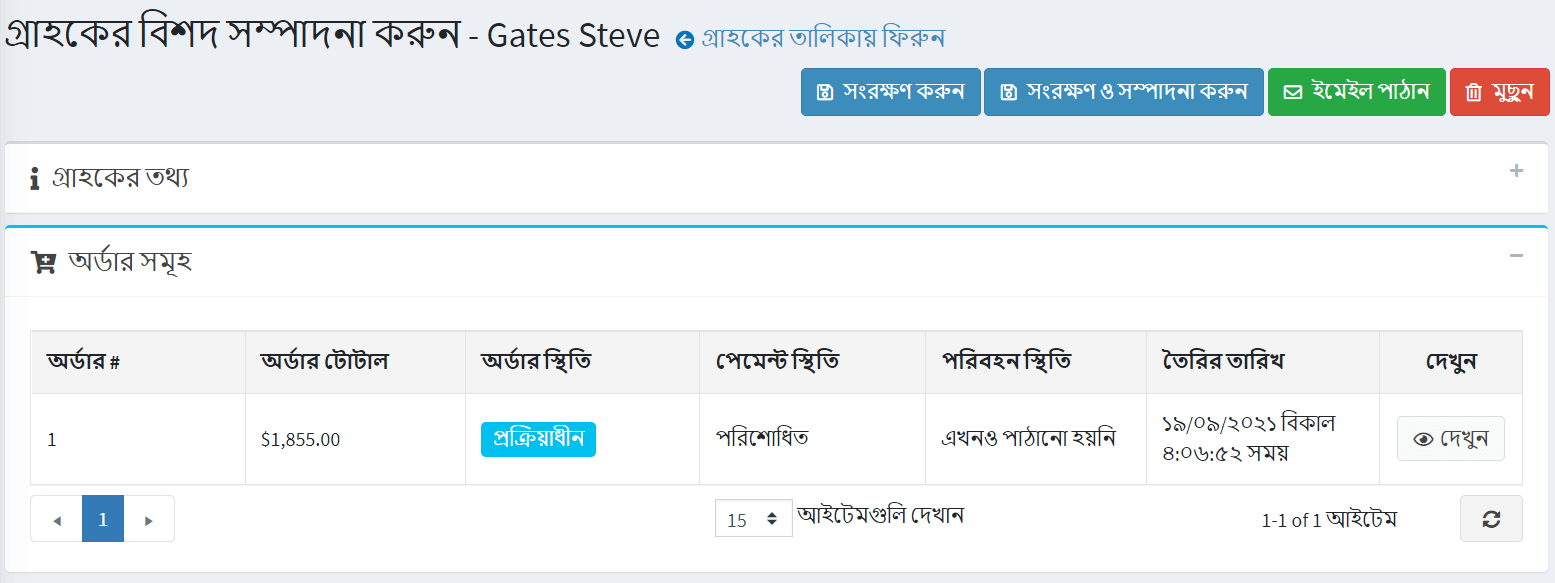 গ্রাহকের বিশদ সম্পাদনা করুন - Gates Steve গ্রাহকের তালিকায় ফিরুন
সংরক্ষণ করুন সংরক্ষণ ও সম্পাদনা করুন ইমেইল পাঠান মুছুন
গ্রাহকের তথ্য
অর্ডার সমূহ
অর্ডার # অর্ডার টোটাল অর্ডার স্থিতি পেমেন্ট স্থিতি পরিবহন স্থিতি তৈরির তারিখ দেখুন
1 $1,855.00 প্রক্রিয়াধীন পরিশোধিত এখনও পাঠানো হয়নি ১৯/০৯/২০২১ বিকাল
৪:০৬:৫২ সময় দেখুন
1 15 আইটেমগুলি দেখান 1-1 of 1 আইটেম